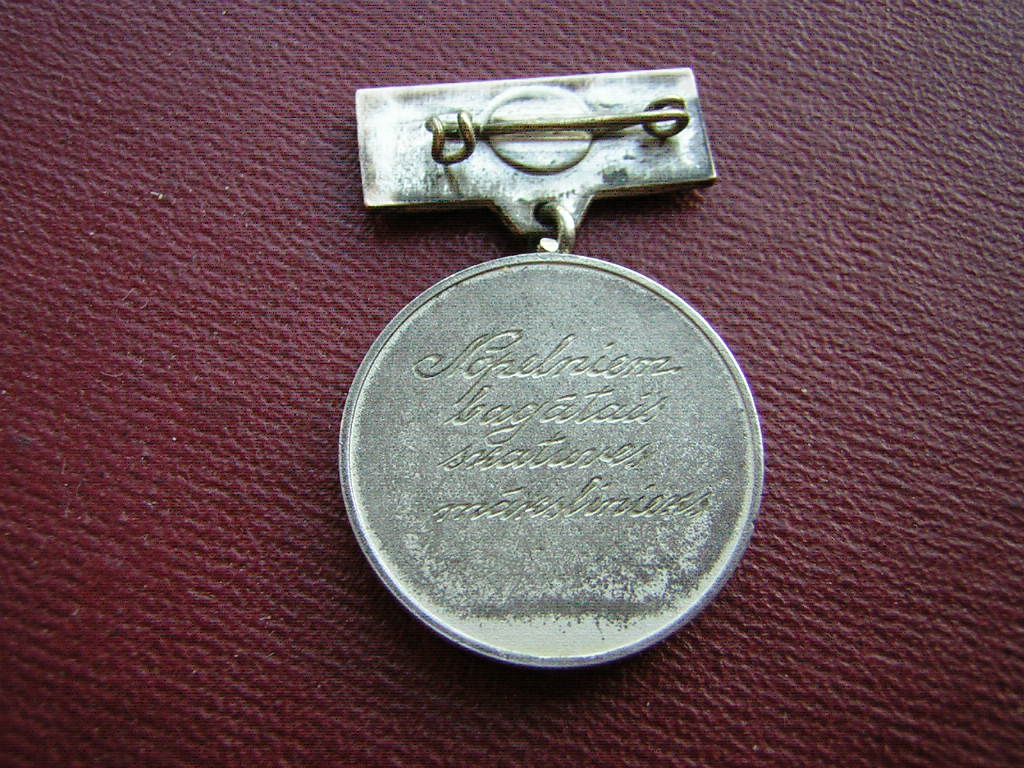 Nopelniem
bagātais
skatuves
mākslinieks